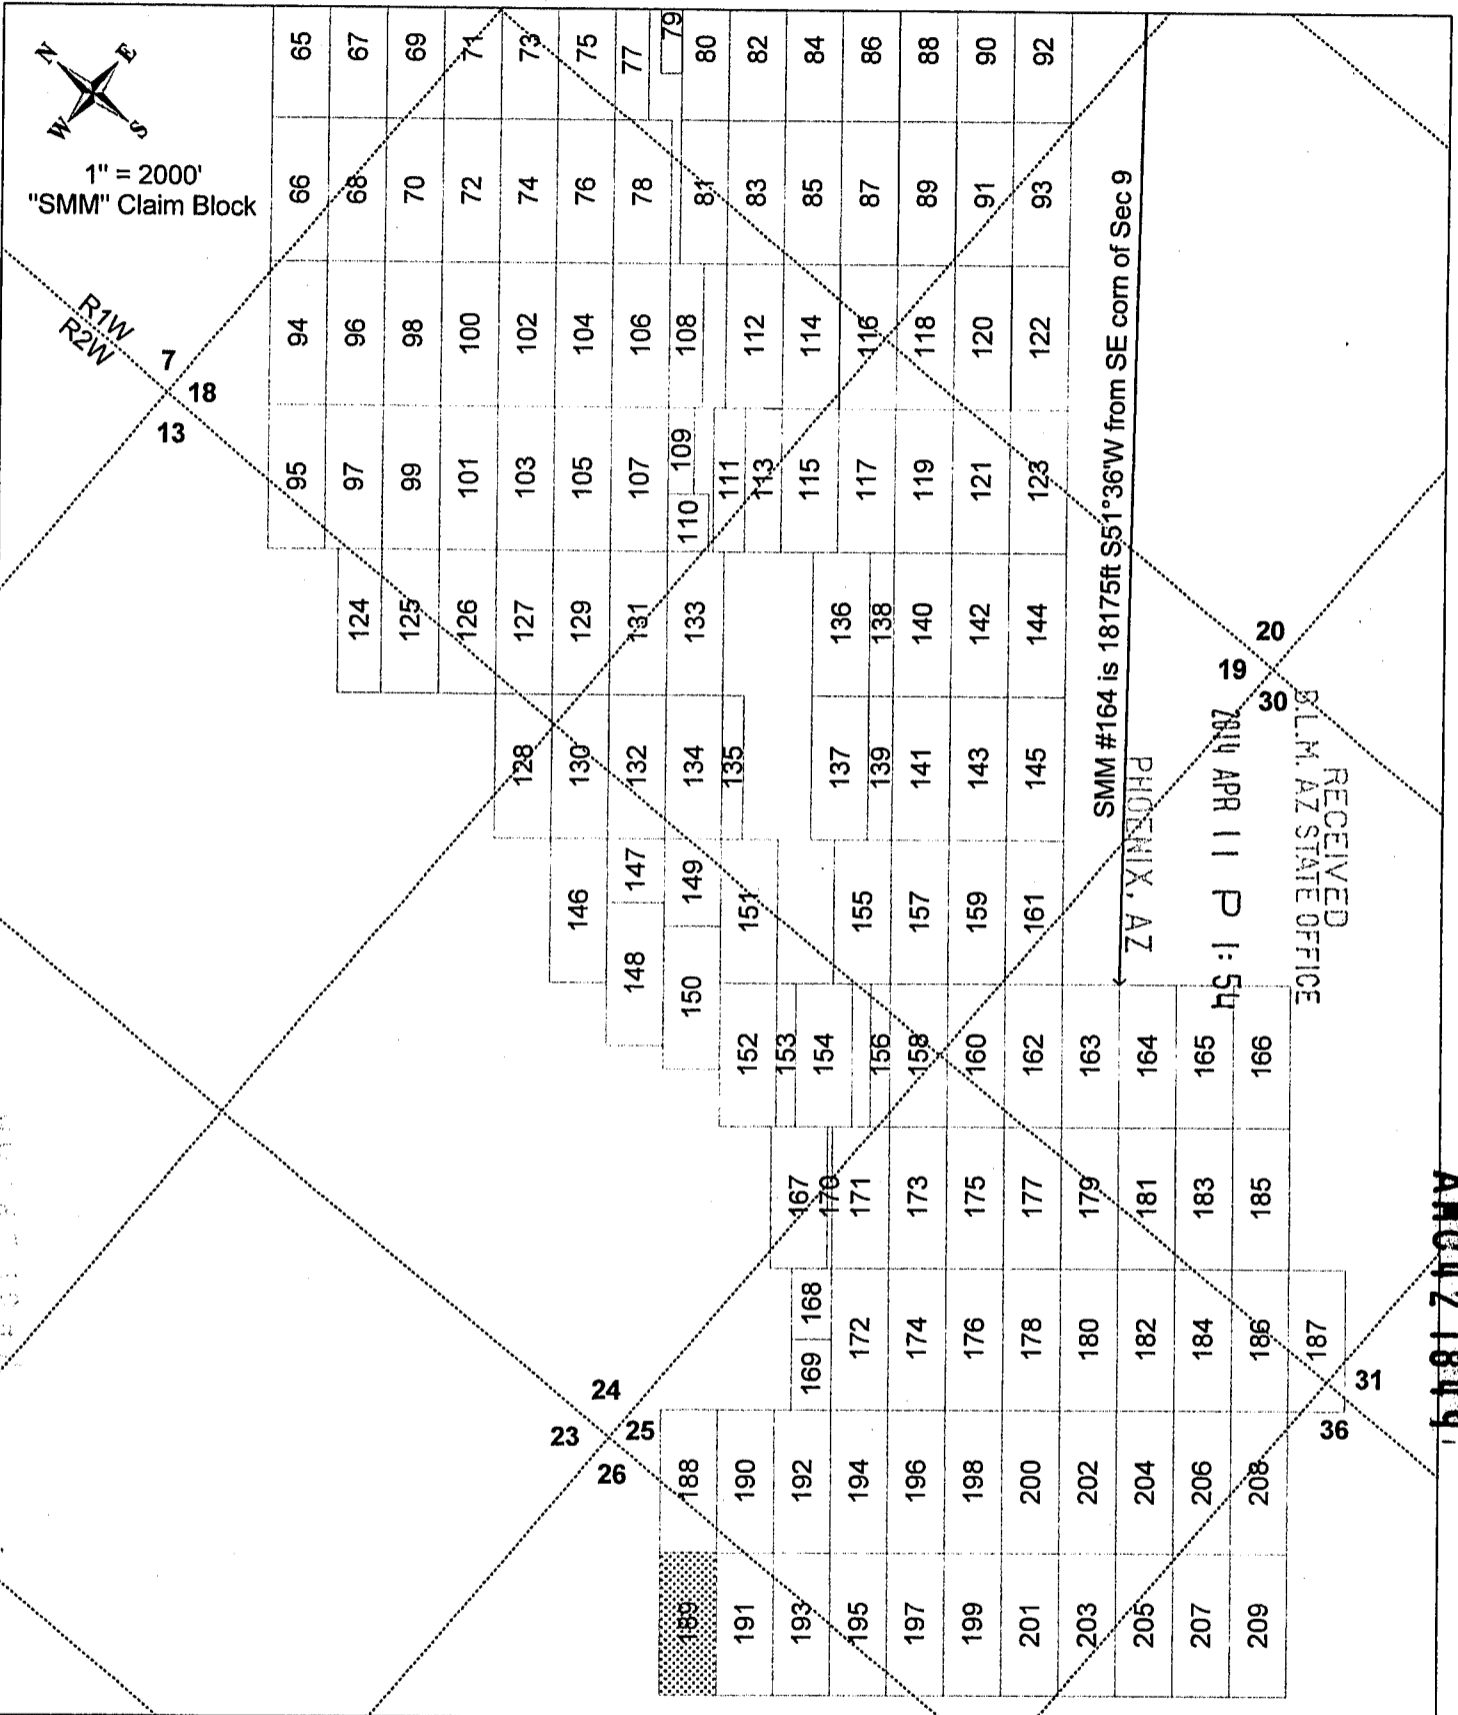 N E
W S
1" = 2000'
"SMM" Claim Block
65 67 69 71 73 75 77 79 80 82 84 86 88 90 92
66 68 70 72 74 76 78 81 83 85 87 89 91 93
R1W
R2W
7
18
13
94 96 98 100 102 104 106 108 112 114 116 118 120 122
95 97 99 101 103 105 107 109 110 111 113 115 117 119 121 123
SMM #164 is 18175ft S51°36"W from SE corn of Sec 9
124 125 126 127 129 131 133 136 138 140 142 144
20
19
30
128 130 132 134 135 137 139 141 143 145
RECEIVED
B.L.M. AZ STATE OFFICE
2014 APR 11 P 1:54
PHOENIX, AZ
146 147 149 151 155 157 159 161
148 150 152 153 154 156 158 160 162 163 164 165 166
167 170 171 173 175 177 179 181 183 185
168 169 172 174 176 178 180 182 184 186 187
24
23 25
26
31
36
188 190 192 194 196 198 200 202 204 206 208
189 191 193 195 197 199 201 203 205 207 209